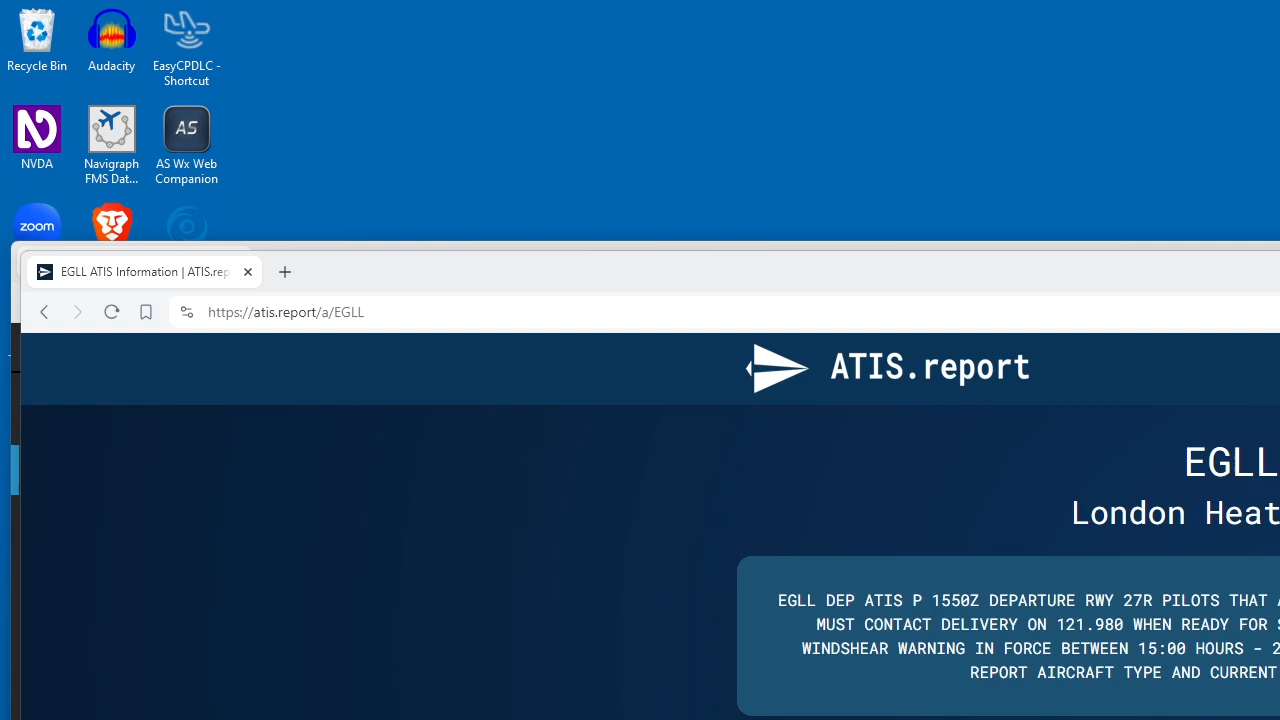 Recycle Bin
Audacity
EasyCPDLC -
Shortcut
NVDA
Navigraph
FMS Dat...
AS
AS Wx Web
Companion
zoom
EGLL ATIS Information | ATIS.rep
https://atis.report/a/EGLL
ATIS.report
EGLL
London Heat
EGLL DEP ATIS P 1550Z DEPARTURE RWY 27R PILOTS THAT
MUST CONTACT DELIVERY ON 121.980 WHEN READY FOR
WINDSHEAR WARNING IN FORCE BETWEEN 15:00 HOURS - 2
REPORT AIRCRAFT TYPE AND CURRENT